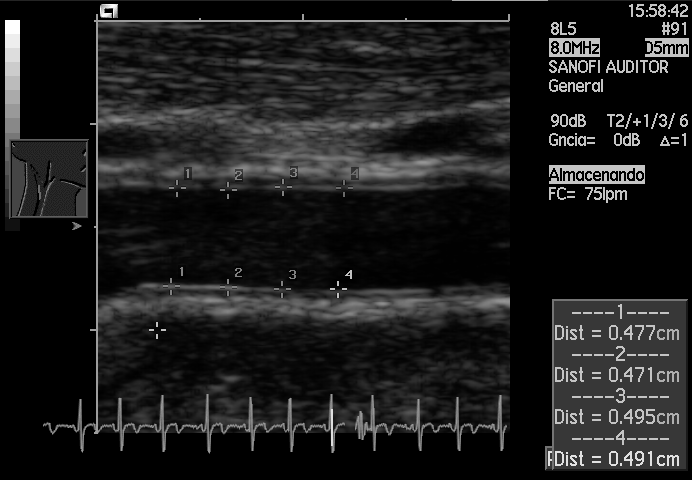 15:58:42
8L5 #91
8.0MHz D5mm
SANOFI AUDITOR
General
90dB T2/+1/3/ 6
Gncia= 0dB Δ=1
Almacenando
FC= 75lpm
1 2 3 4
1 2 3 4
----1----
Dist = 0.477cm
----2----
Dist = 0.471cm
----3----
Dist = 0.495cm
----4----
Dist = 0.491cm